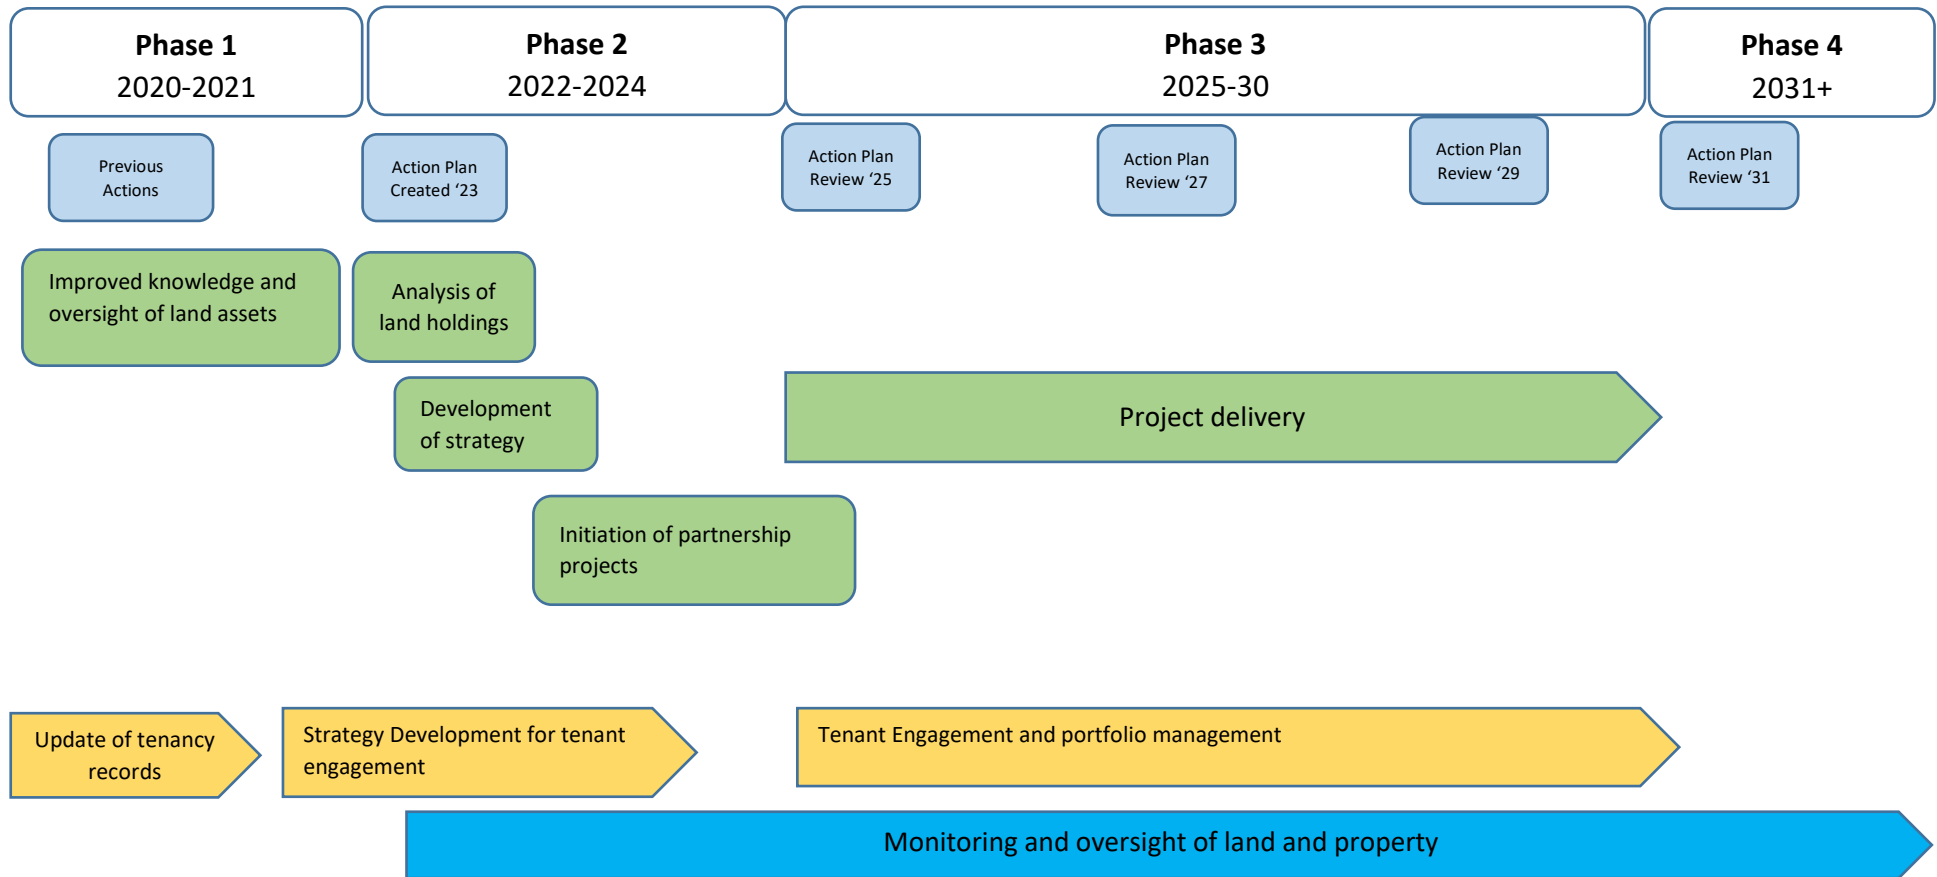 Phase 1
2020-2021
Phase 2
2022-2024
Phase 3
2025-30
Phase 4
2031+
Previous
Actions
Action Plan
Created ‘23
Action Plan
Review ‘25
Action Plan
Review ‘27
Action Plan
Review ‘29
Action Plan
Review ‘31
Improved knowledge and
oversight of land assets
Analysis of
land holdings
Development
of strategy
Project delivery
Initiation of partnership
projects
Update of tenancy
records
Strategy Development for tenant
engagement
Tenant Engagement and portfolio management
Monitoring and oversight of land and property